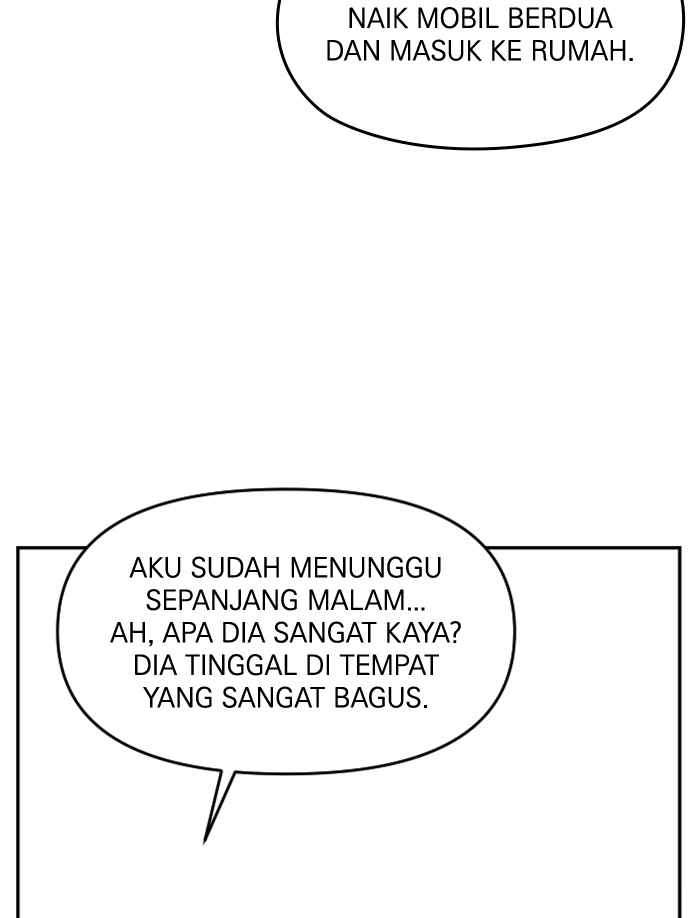 NAIK MOBIL BERDUA
DAN MASUK KE RUMAH.
AKU SUDAH MENUNGGU
SEPANJANG MALAM...
AH, APA DIA SANGAT KAYA?
DIA TINGGAL DI TEMPAT
YANG SANGAT BAGUS.